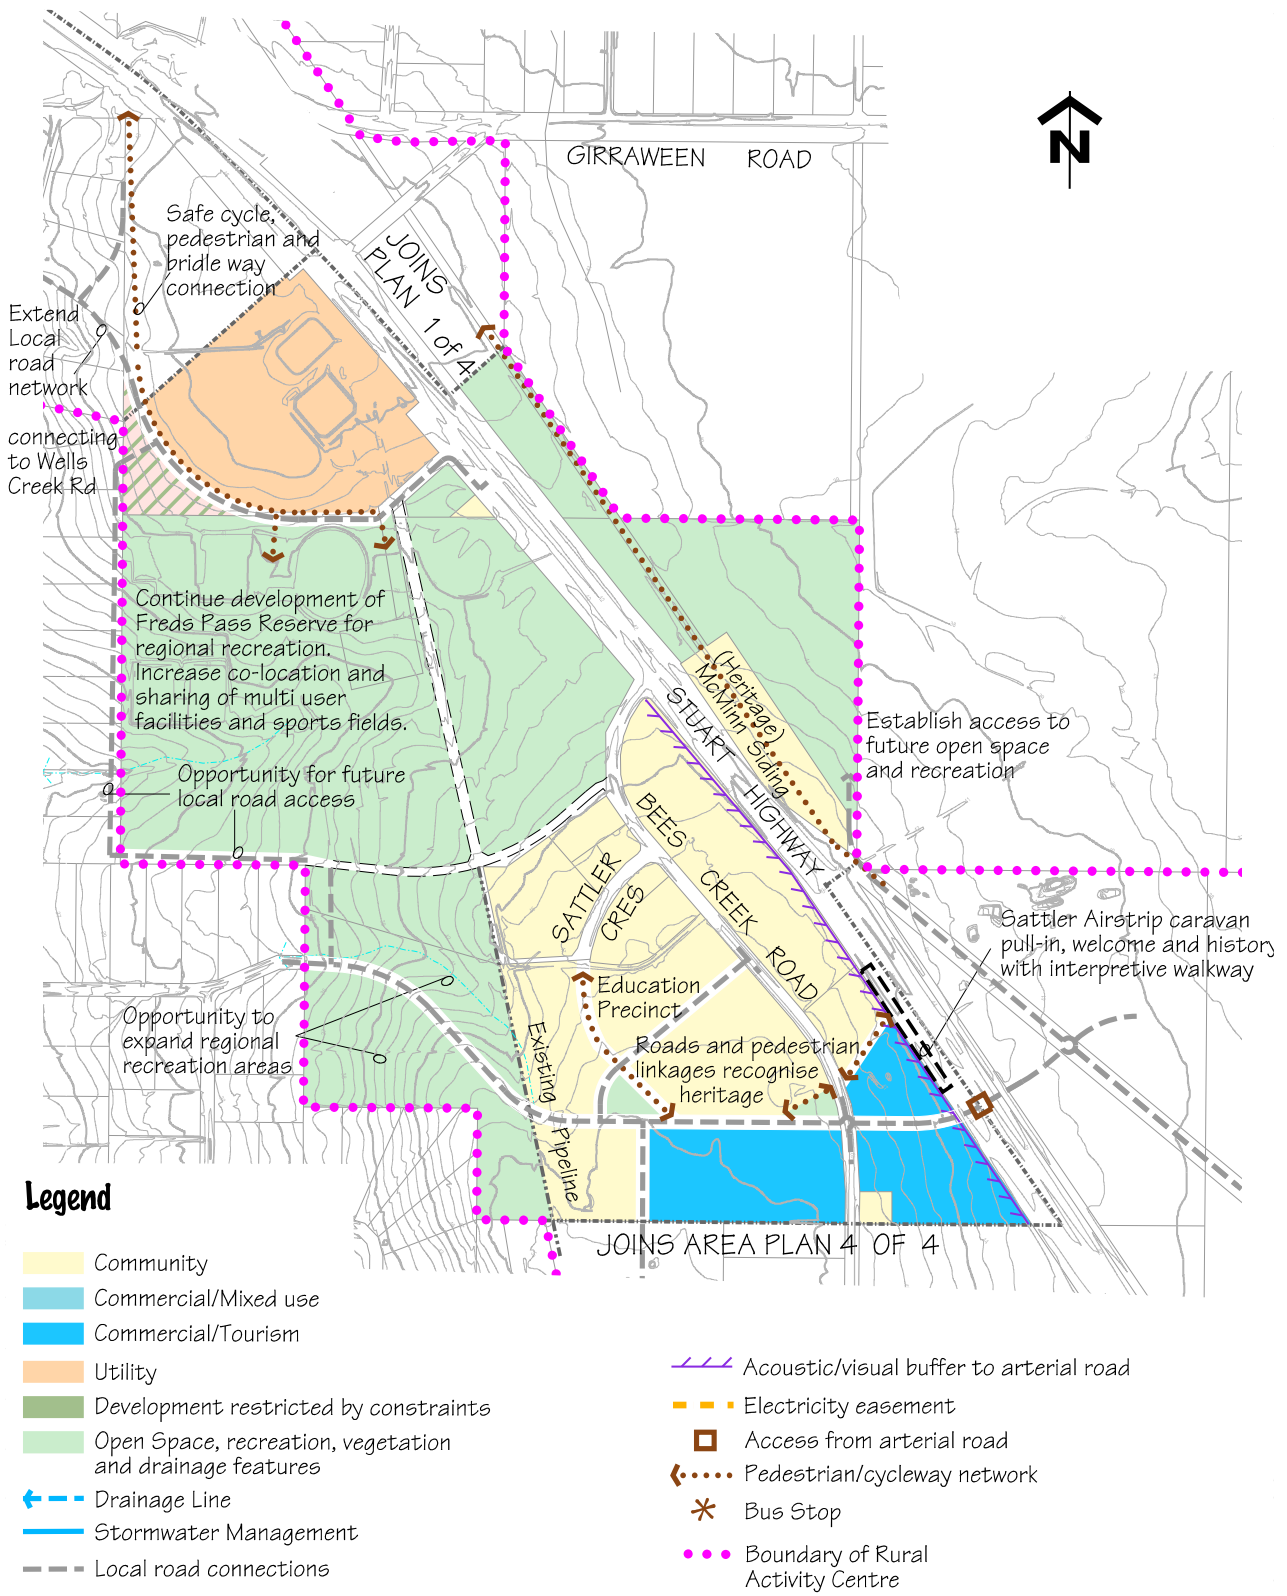 GIRRAWEEN ROAD
N
Safe cycle,
pedestrian and
bridle way
connection
JOINS
PLAN 1 of 4
Extend
Local
road
network
connecting
to Wells
Creek Rd
Continue development of
Freds Pass Reserve for
regional recreation.
Increase co-location and
sharing of multi user
facilities and sports fields.
(Heritage)
McMinn Siding
STUART HIGHWAY
Establish access to
future open space
and recreation
Opportunity for future
local road access
BEES CREEK ROAD
SATTLER
CRES
Sattler Airstrip caravan
pull-in, welcome and history
with interpretive walkway
Education
Precinct
Opportunity to
expand regional
recreation areas
Roads and pedestrian
linkages recognise
heritage
Existing Pipeline
JOINS AREA PLAN 4 OF 4
Legend
Community
Commercial/Mixed use
Commercial/Tourism
Utility
Development restricted by constraints
Open Space, recreation, vegetation
and drainage features
Drainage Line
Stormwater Management
Local road connections
Acoustic/visual buffer to arterial road
Electricity easement
Access from arterial road
Pedestrian/cycleway network
Bus Stop
Boundary of Rural
Activity Centre